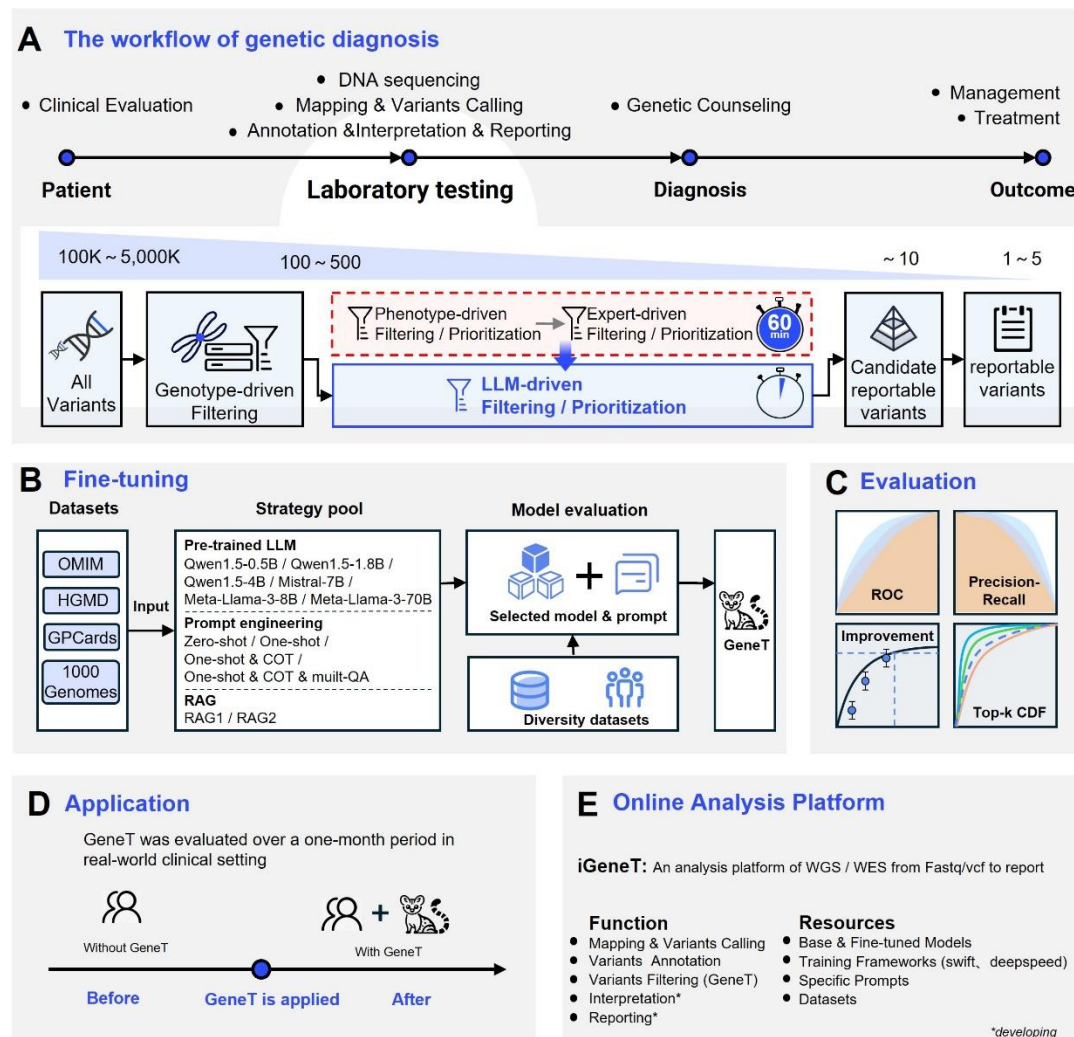 A The workflow of genetic diagnosis
• DNA sequencing
• Clinical Evaluation
• Mapping & Variants Calling
• Annotation &Interpretation & Reporting
• Genetic Counseling
• Management
• Treatment
Patient
Laboratory testing
Diagnosis
Outcome
100K ~ 5,000K
100 ~ 500
~ 10
1 ~ 5
All
Variants
Genotype-driven
Filtering
Phenotype-driven
Filtering / Prioritization
Expert-driven
Filtering / Prioritization
60
min
LLM-driven
Filtering / Prioritization
Candidate
reportable
variants
reportable
variants
B Fine-tuning
Datasets
OMIM
HGMD
GPCards
1000
Genomes
Input
Strategy pool
Pre-trained LLM
Qwen1.5-0.5B / Qwen1.5-1.8B /
Qwen1.5-4B / Mistral-7B /
Meta-Llama-3-8B / Meta-Llama-3-70B
Prompt engineering
Zero-shot / One-shot /
One-shot & COT /
One-shot & COT & muilt-QA
RAG
RAG1 / RAG2
Model evaluation
Selected model & prompt
Diversity datasets
GeneT
C Evaluation
ROC
Precision-
Recall
Improvement
Top-k CDF
D Application
GeneT was evaluated over a one-month period in
real-world clinical setting
Without GeneT
With GeneT
Before
GeneT is applied
After
E Online Analysis Platform
iGeneT: An analysis platform of WGS / WES from Fastq/vcf to report
Function
• Mapping & Variants Calling
• Variants Annotation
• Variants Filtering (GeneT)
• Interpretation*
• Reporting*
Resources
• Base & Fine-tuned Models
• Training Frameworks (swift、deepspeed)
• Specific Prompts
• Datasets
*developing